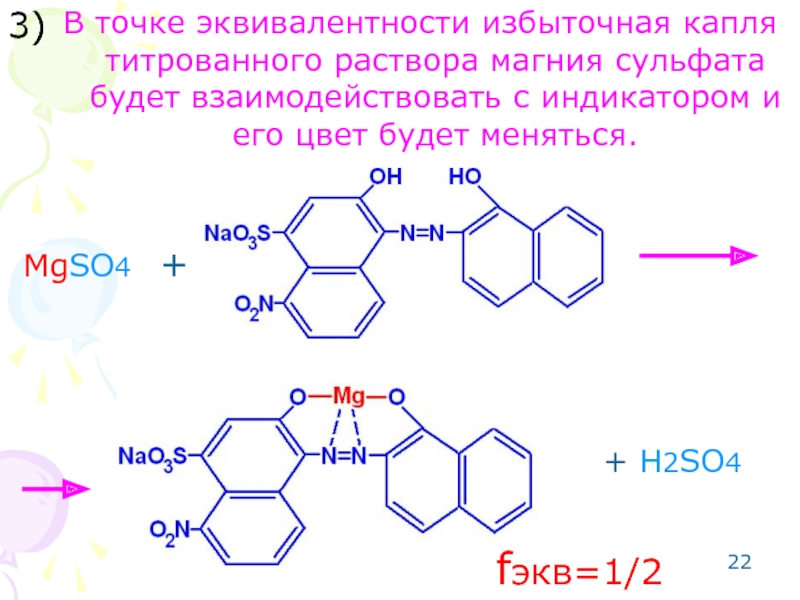 3) В точке эквивалентности избыточная капля
титрованного раствора магния сульфата
будет взаимодействовать с индикатором и
его цвет будет меняться.
OH HO
NaO3S N=N
MgSO4 +
O2N
O Mg O
NaO3S N=N + H2SO4
O2N
fэкв=1/2
22